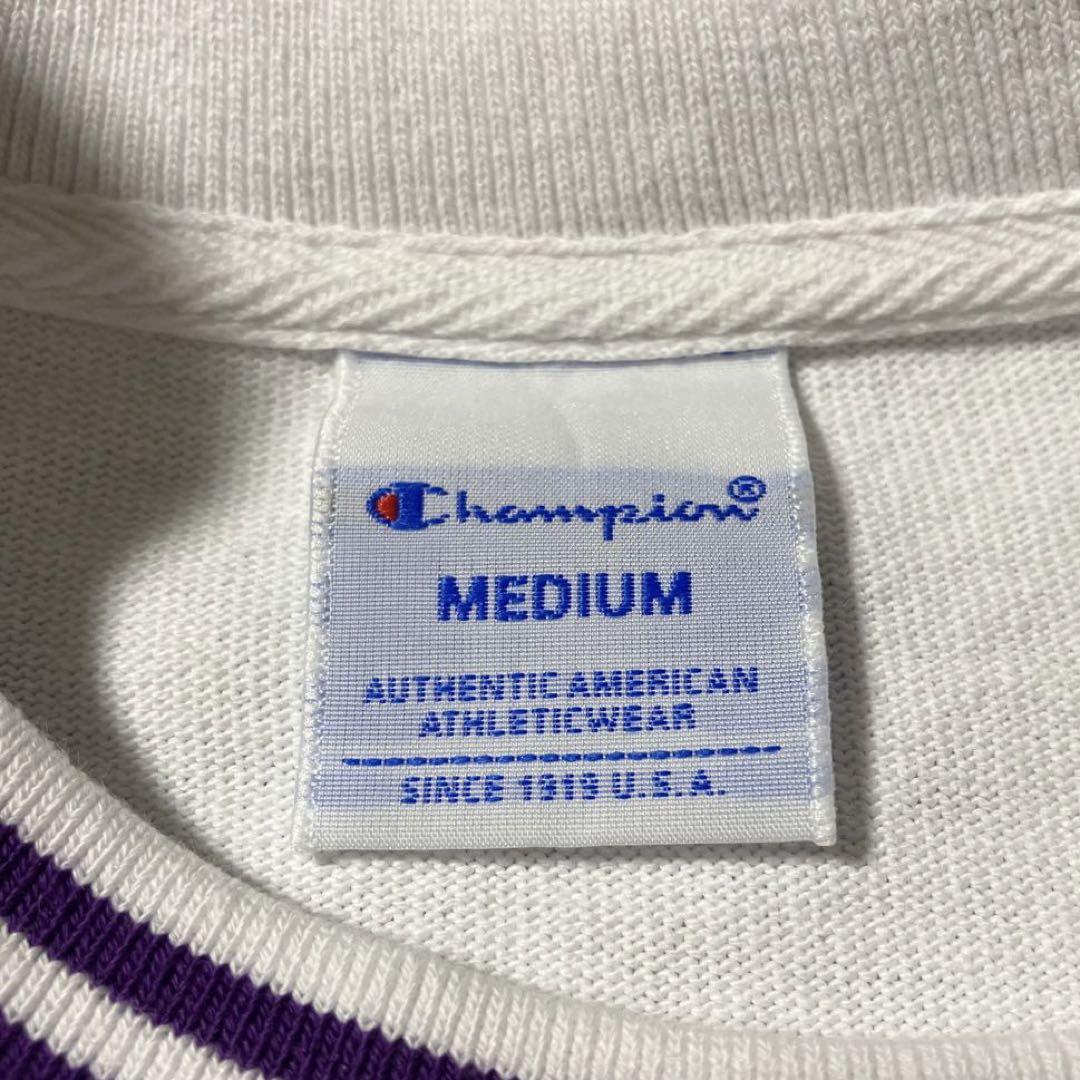 Champion®
MEDIUM
AUTHENTIC AMERICAN
ATHLETICWEAR
SINCE 1919 U.S.A.